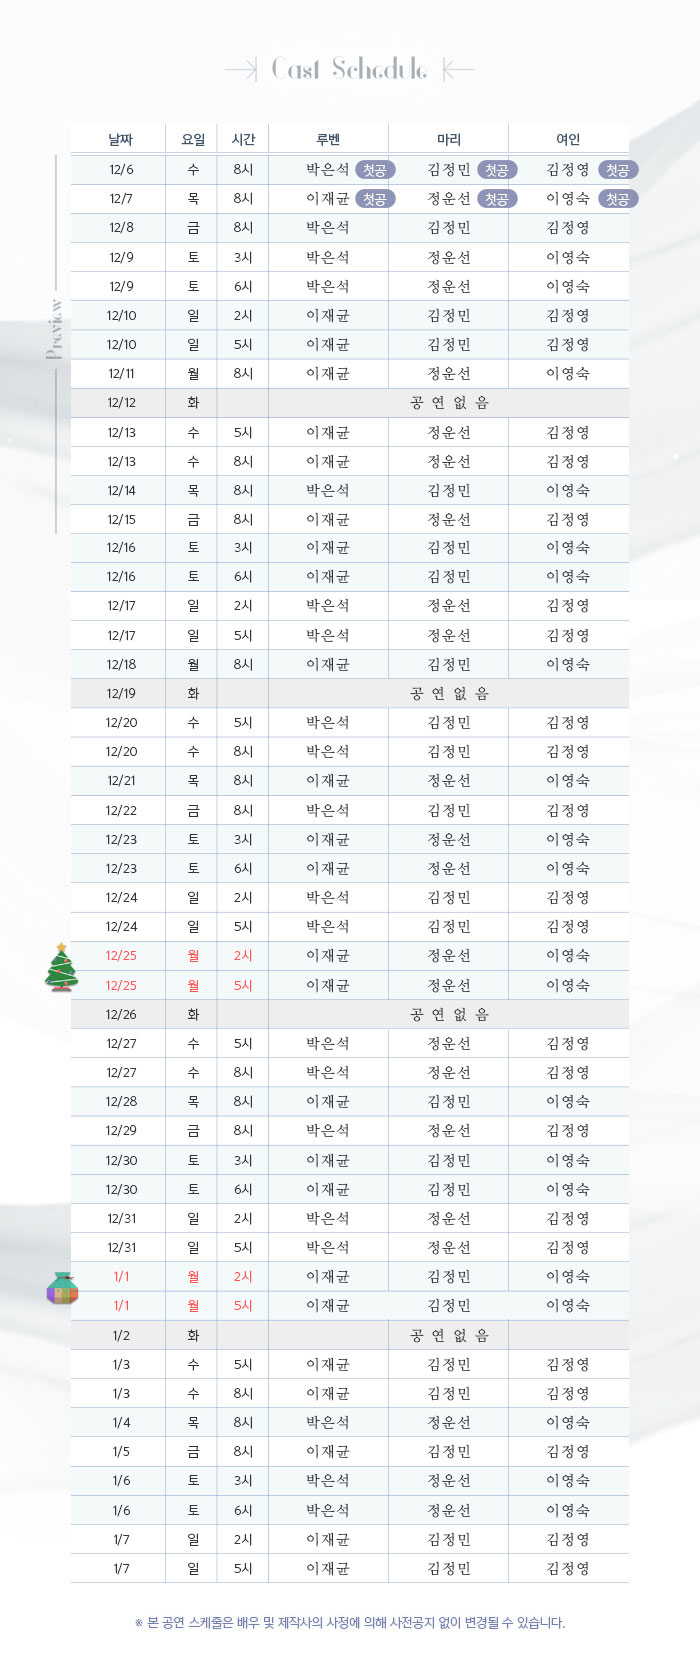 Cast Schedule
날짜 요일 시간 루벤 마리 여인
Preview
12/6 수 8시 박은석 첫공 김정민 첫공 김정영 첫공
12/7 목 8시 이재균 첫공 정운선 첫공 이영숙 첫공
12/8 금 8시 박은석 김정민 김정영
12/9 토 3시 박은석 정운선 이영숙
12/9 토 6시 박은석 정운선 이영숙
12/10 일 2시 이재균 김정민 김정영
12/10 일 5시 이재균 김정민 김정영
12/11 월 8시 이재균 정운선 이영숙
12/12 화 공 연 없 음
12/13 수 5시 이재균 정운선 김정영
12/13 수 8시 이재균 정운선 김정영
12/14 목 8시 박은석 김정민 이영숙
12/15 금 8시 이재균 정운선 김정영
12/16 토 3시 이재균 김정민 이영숙
12/16 토 6시 이재균 김정민 이영숙
12/17 일 2시 박은석 정운선 김정영
12/17 일 5시 박은석 정운선 김정영
12/18 월 8시 이재균 김정민 이영숙
12/19 화 공 연 없 음
12/20 수 5시 박은석 김정민 김정영
12/20 수 8시 박은석 김정민 김정영
12/21 목 8시 이재균 정운선 이영숙
12/22 금 8시 박은석 김정민 김정영
12/23 토 3시 이재균 정운선 이영숙
12/23 토 6시 이재균 정운선 이영숙
12/24 일 2시 박은석 김정민 김정영
12/24 일 5시 박은석 김정민 김정영
12/25 월 2시 이재균 정운선 이영숙
12/25 월 5시 이재균 정운선 이영숙
12/26 화 공 연 없 음
12/27 수 5시 박은석 정운선 김정영
12/27 수 8시 박은석 정운선 김정영
12/28 목 8시 이재균 김정민 이영숙
12/29 금 8시 박은석 정운선 김정영
12/30 토 3시 이재균 김정민 이영숙
12/30 토 6시 이재균 김정민 이영숙
12/31 일 2시 박은석 정운선 김정영
12/31 일 5시 박은석 정운선 김정영
1/1 월 2시 이재균 김정민 이영숙
1/1 월 5시 이재균 김정민 이영숙
1/2 화 공 연 없 음
1/3 수 5시 이재균 김정민 김정영
1/3 수 8시 이재균 김정민 김정영
1/4 목 8시 박은석 정운선 이영숙
1/5 금 8시 이재균 김정민 김정영
1/6 토 3시 박은석 정운선 이영숙
1/6 토 6시 박은석 정운선 이영숙
1/7 일 2시 이재균 김정민 김정영
1/7 일 5시 이재균 김정민 김정영
※ 본 공연 스케줄은 배우 및 제작사의 사정에 의해 사전공지 없이 변경될 수 있습니다.